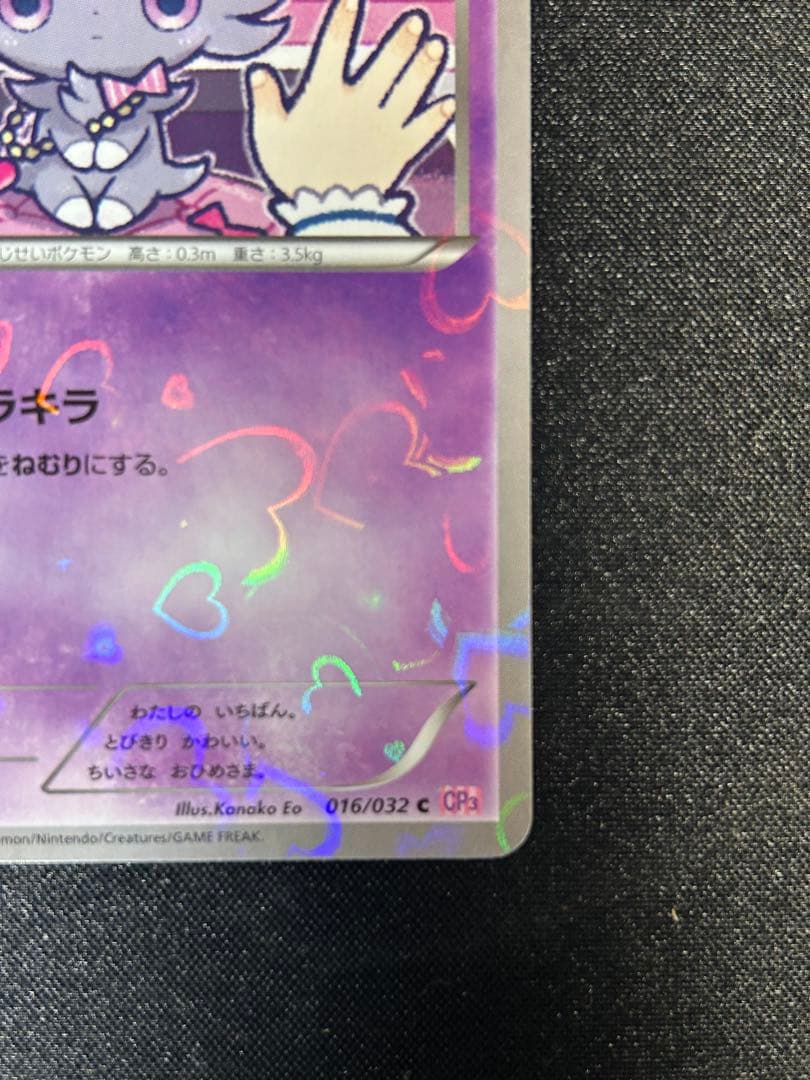 じせいポケモン　高さ：0.3m　重さ：3.5kg
ラキラ
をねむりにする。
わたしの　いちばん。
とびきり　かわいい。
ちいさな　おひめさま。
Illus.Kanako Eo 016/032 C CP3
mon/Nintendo/Creatures/GAME FREAK.